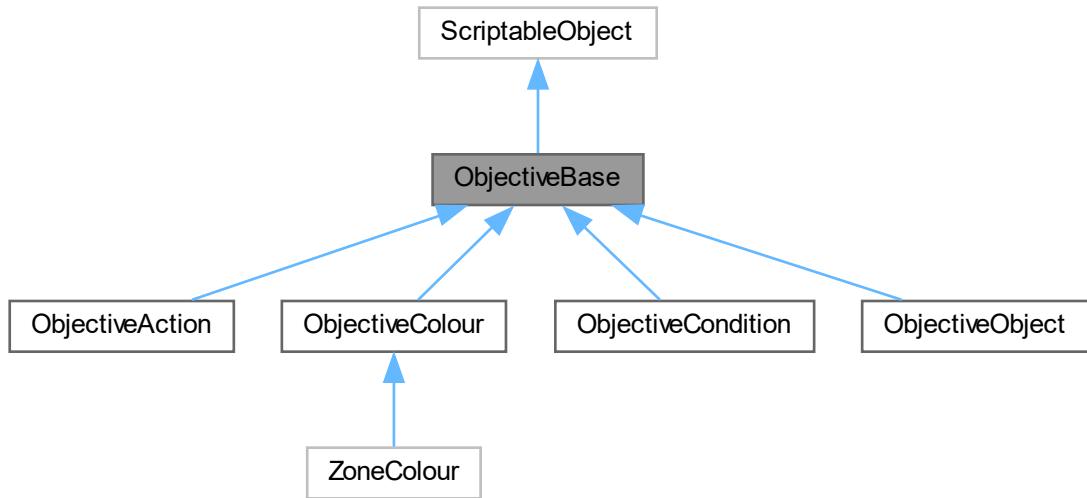 ScriptableObject
ObjectiveBase
ObjectiveAction
ObjectiveColour
ObjectiveCondition
ObjectiveObject
ZoneColour